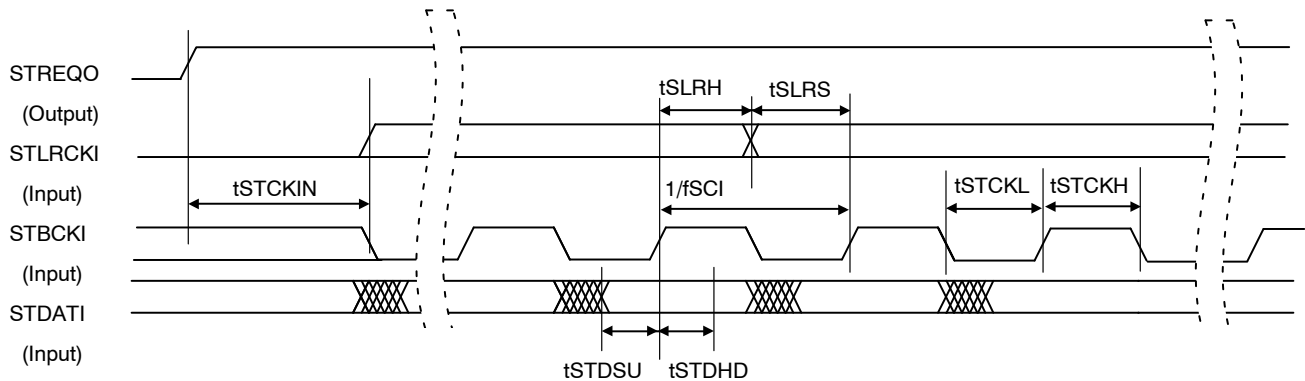 STREQO
(Output)
STLRCKI
(Input)
STBCKI
(Input)
STDATI
(Input)
tSLRH
tSLRS
tSTCKIN
1/fSCI
tSTCKL
tSTCKH
tSTDSU
tSTDHD